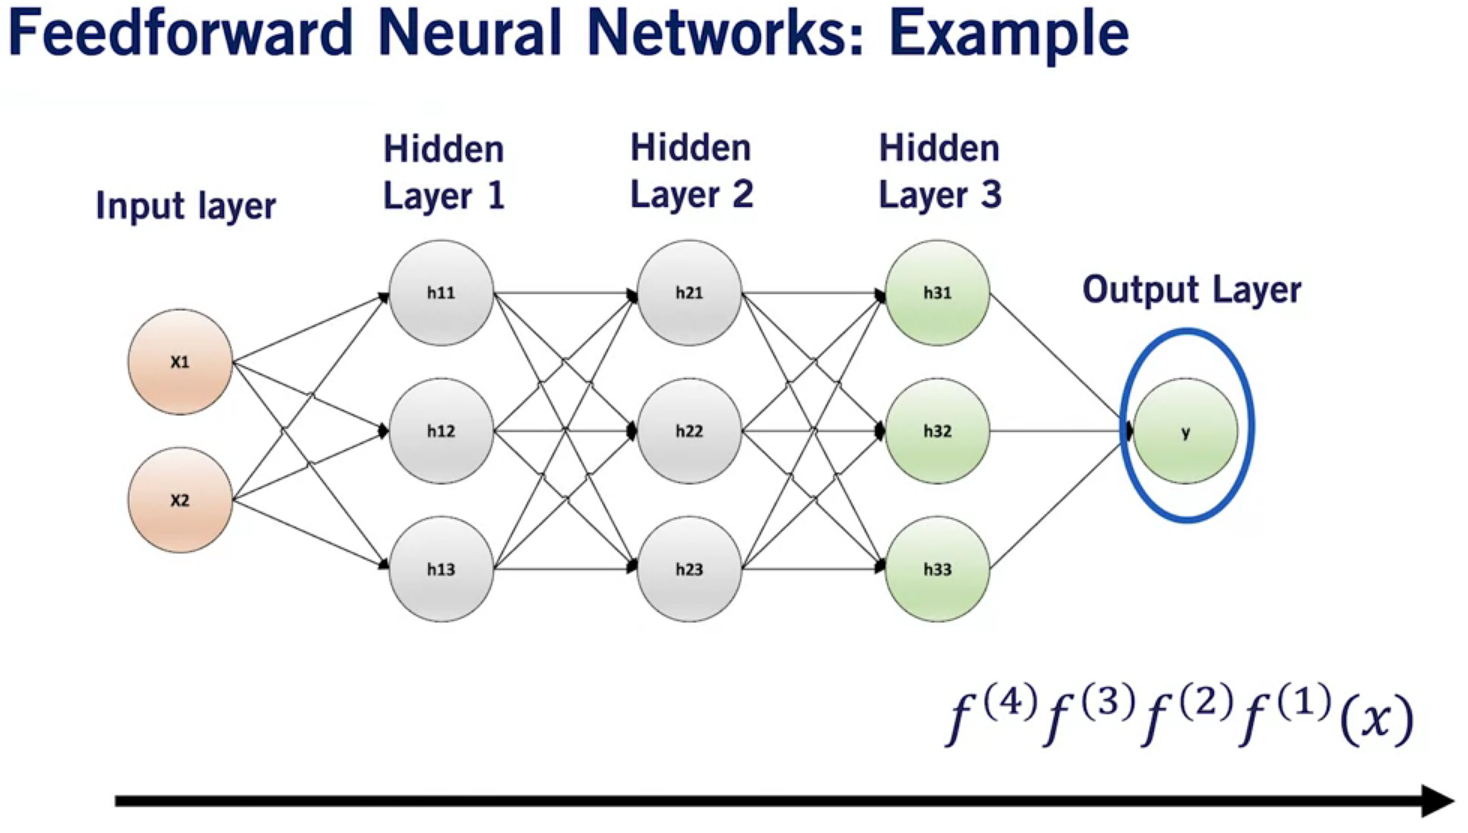 Feedforward Neural Networks: Example
Input layer
Hidden
Layer 1
Hidden
Layer 2
Hidden
Layer 3
Output Layer
X1
X2
h11
h12
h13
h21
h22
h23
h31
h32
h33
y
f⁽⁴⁾f⁽³⁾f⁽²⁾f⁽¹⁾(x)